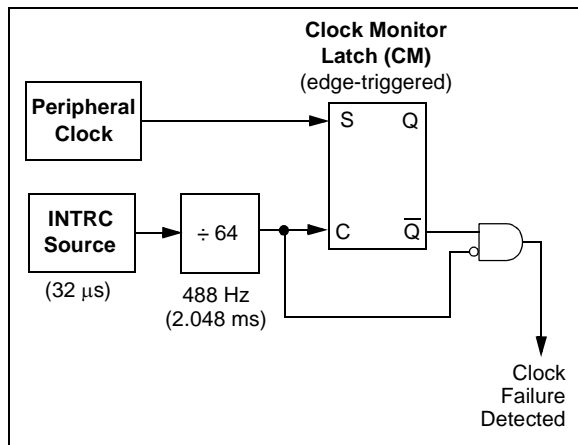 Clock Monitor
Latch (CM)
(edge-triggered)
Peripheral
Clock
S Q
INTRC
Source
÷ 64
C Q̅
(32 μs)
488 Hz
(2.048 ms)
Clock
Failure
Detected